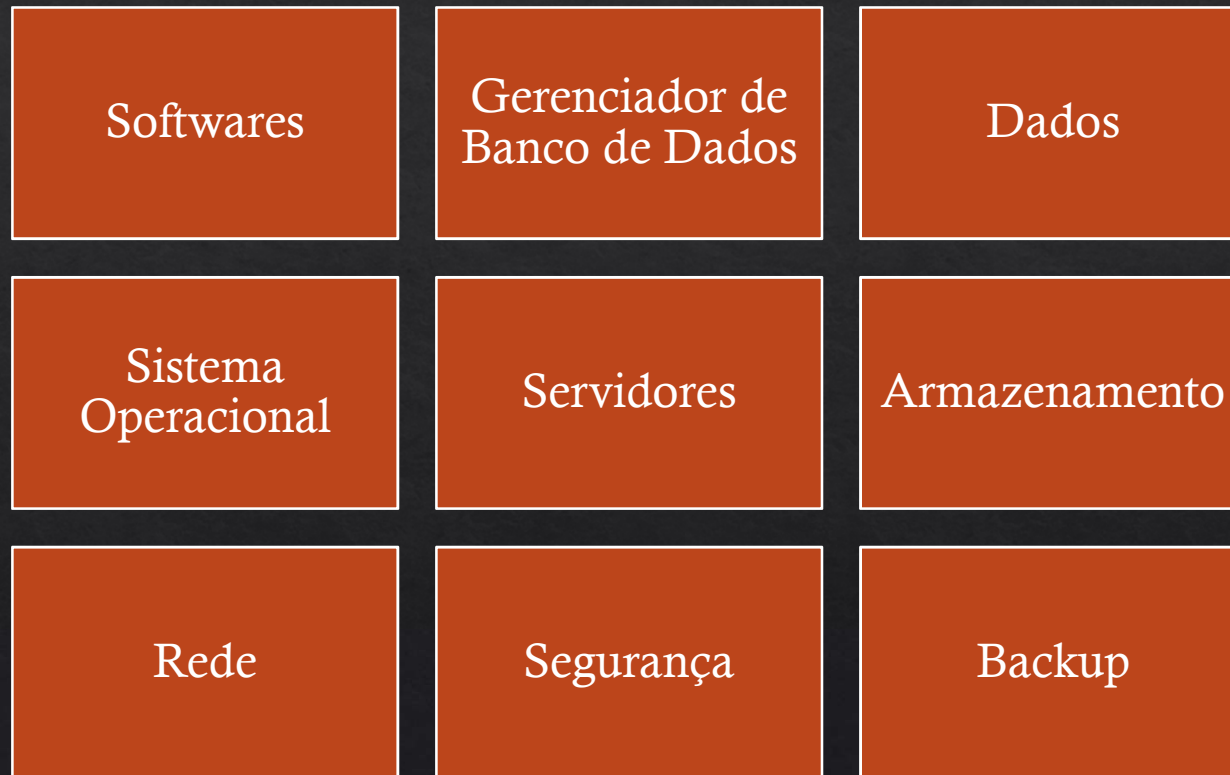 Softwares
Gerenciador de
Banco de Dados
Dados
Sistema
Operacional
Servidores
Armazenamento
Rede
Segurança
Backup